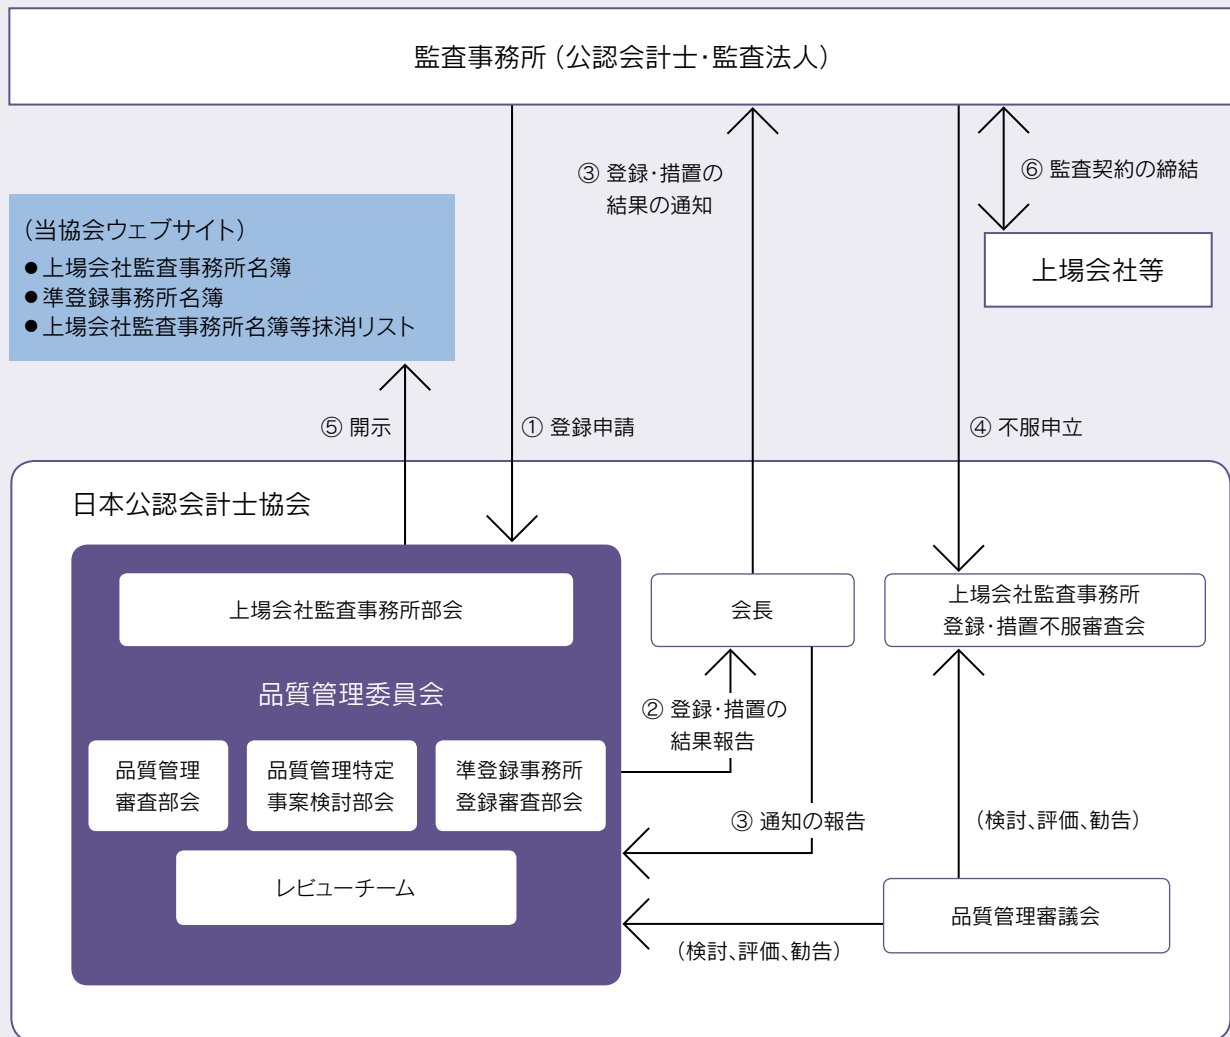 監査事務所（公認会計士・監査法人）
③ 登録・措置の
結果の通知
⑥ 監査契約の締結
（当協会ウェブサイト）
●上場会社監査事務所名簿
●準登録事務所名簿
●上場会社監査事務所名簿等抹消リスト
上場会社等
⑤ 開示
① 登録申請
④ 不服申立
日本公認会計士協会
上場会社監査事務所部会
会長
上場会社監査事務所
登録・措置不服審査会
品質管理委員会
② 登録・措置の
結果報告
品質管理
審査部会
品質管理特定
事案検討部会
準登録事務所
登録審査部会
③ 通知の報告
（検討、評価、勧告）
レビューチーム
品質管理審議会
（検討、評価、勧告）